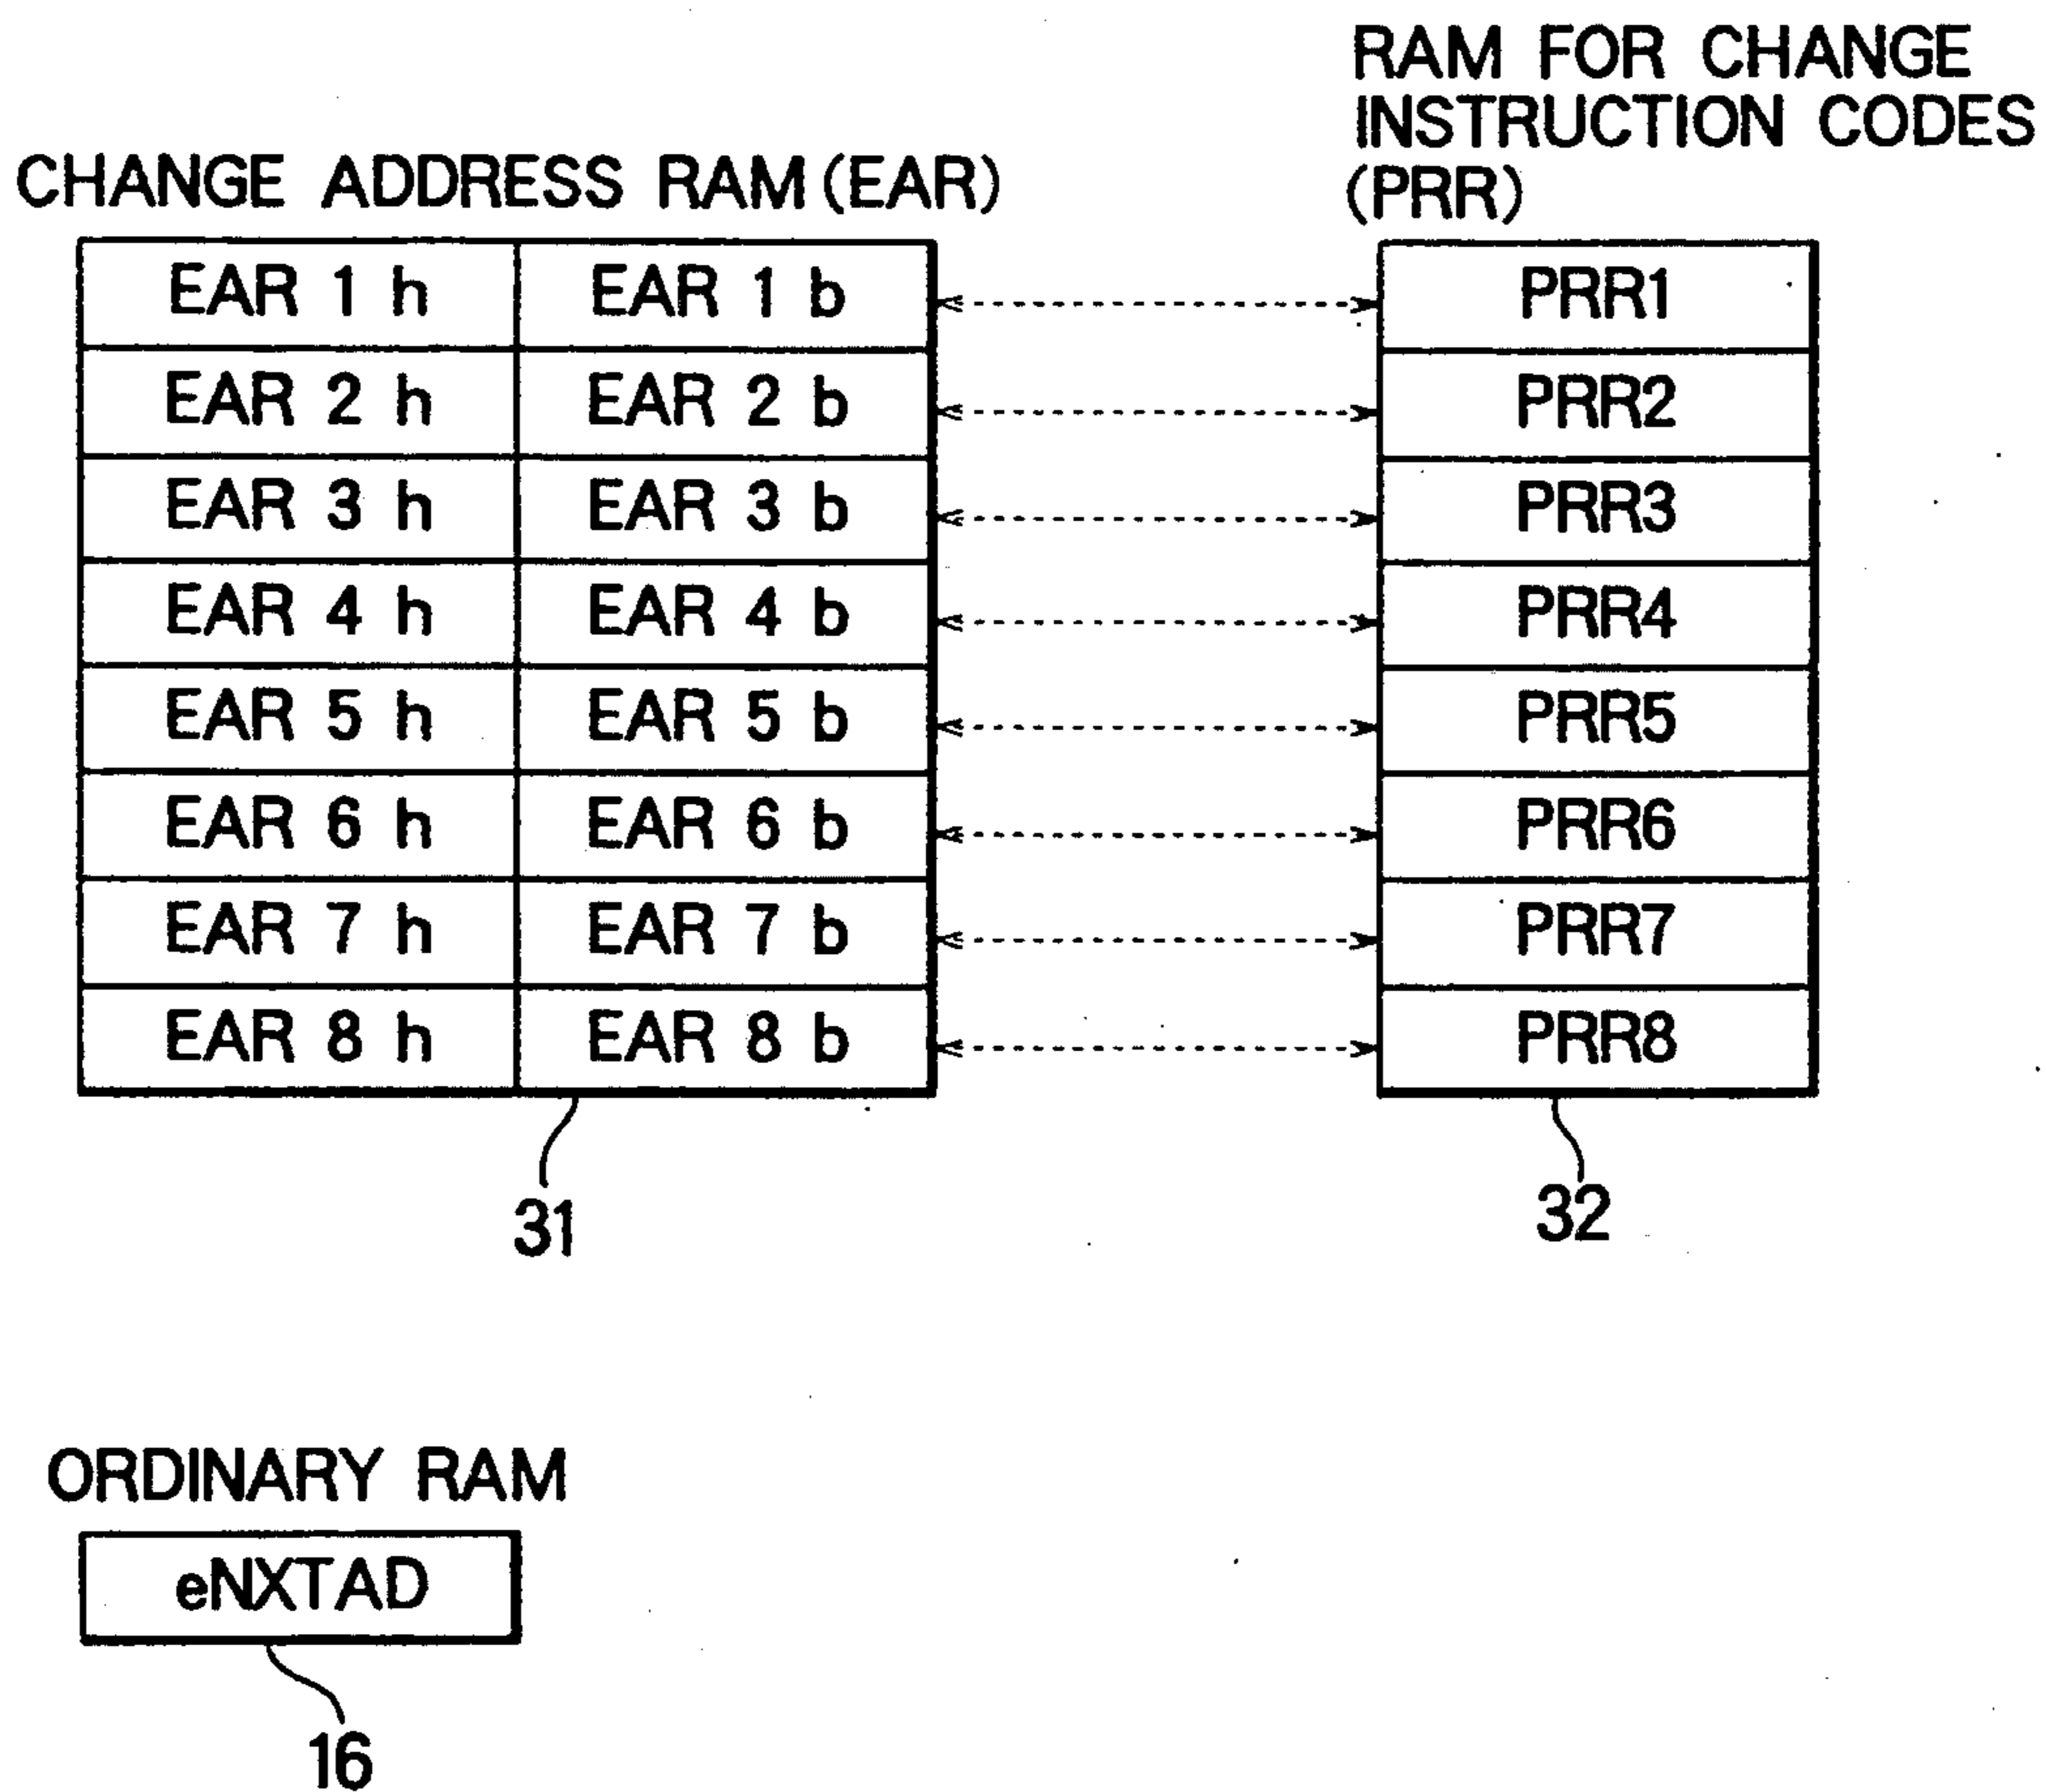 RAM FOR CHANGE
INSTRUCTION CODES
(PRR)
CHANGE ADDRESS RAM (EAR)
EAR 1 h EAR 1 b PRR1
EAR 2 h EAR 2 b PRR2
EAR 3 h EAR 3 b PRR3
EAR 4 h EAR 4 b PRR4
EAR 5 h EAR 5 b PRR5
EAR 6 h EAR 6 b PRR6
EAR 7 h EAR 7 b PRR7
EAR 8 h EAR 8 b PRR8
31 32
ORDINARY RAM
eNXTAD
16